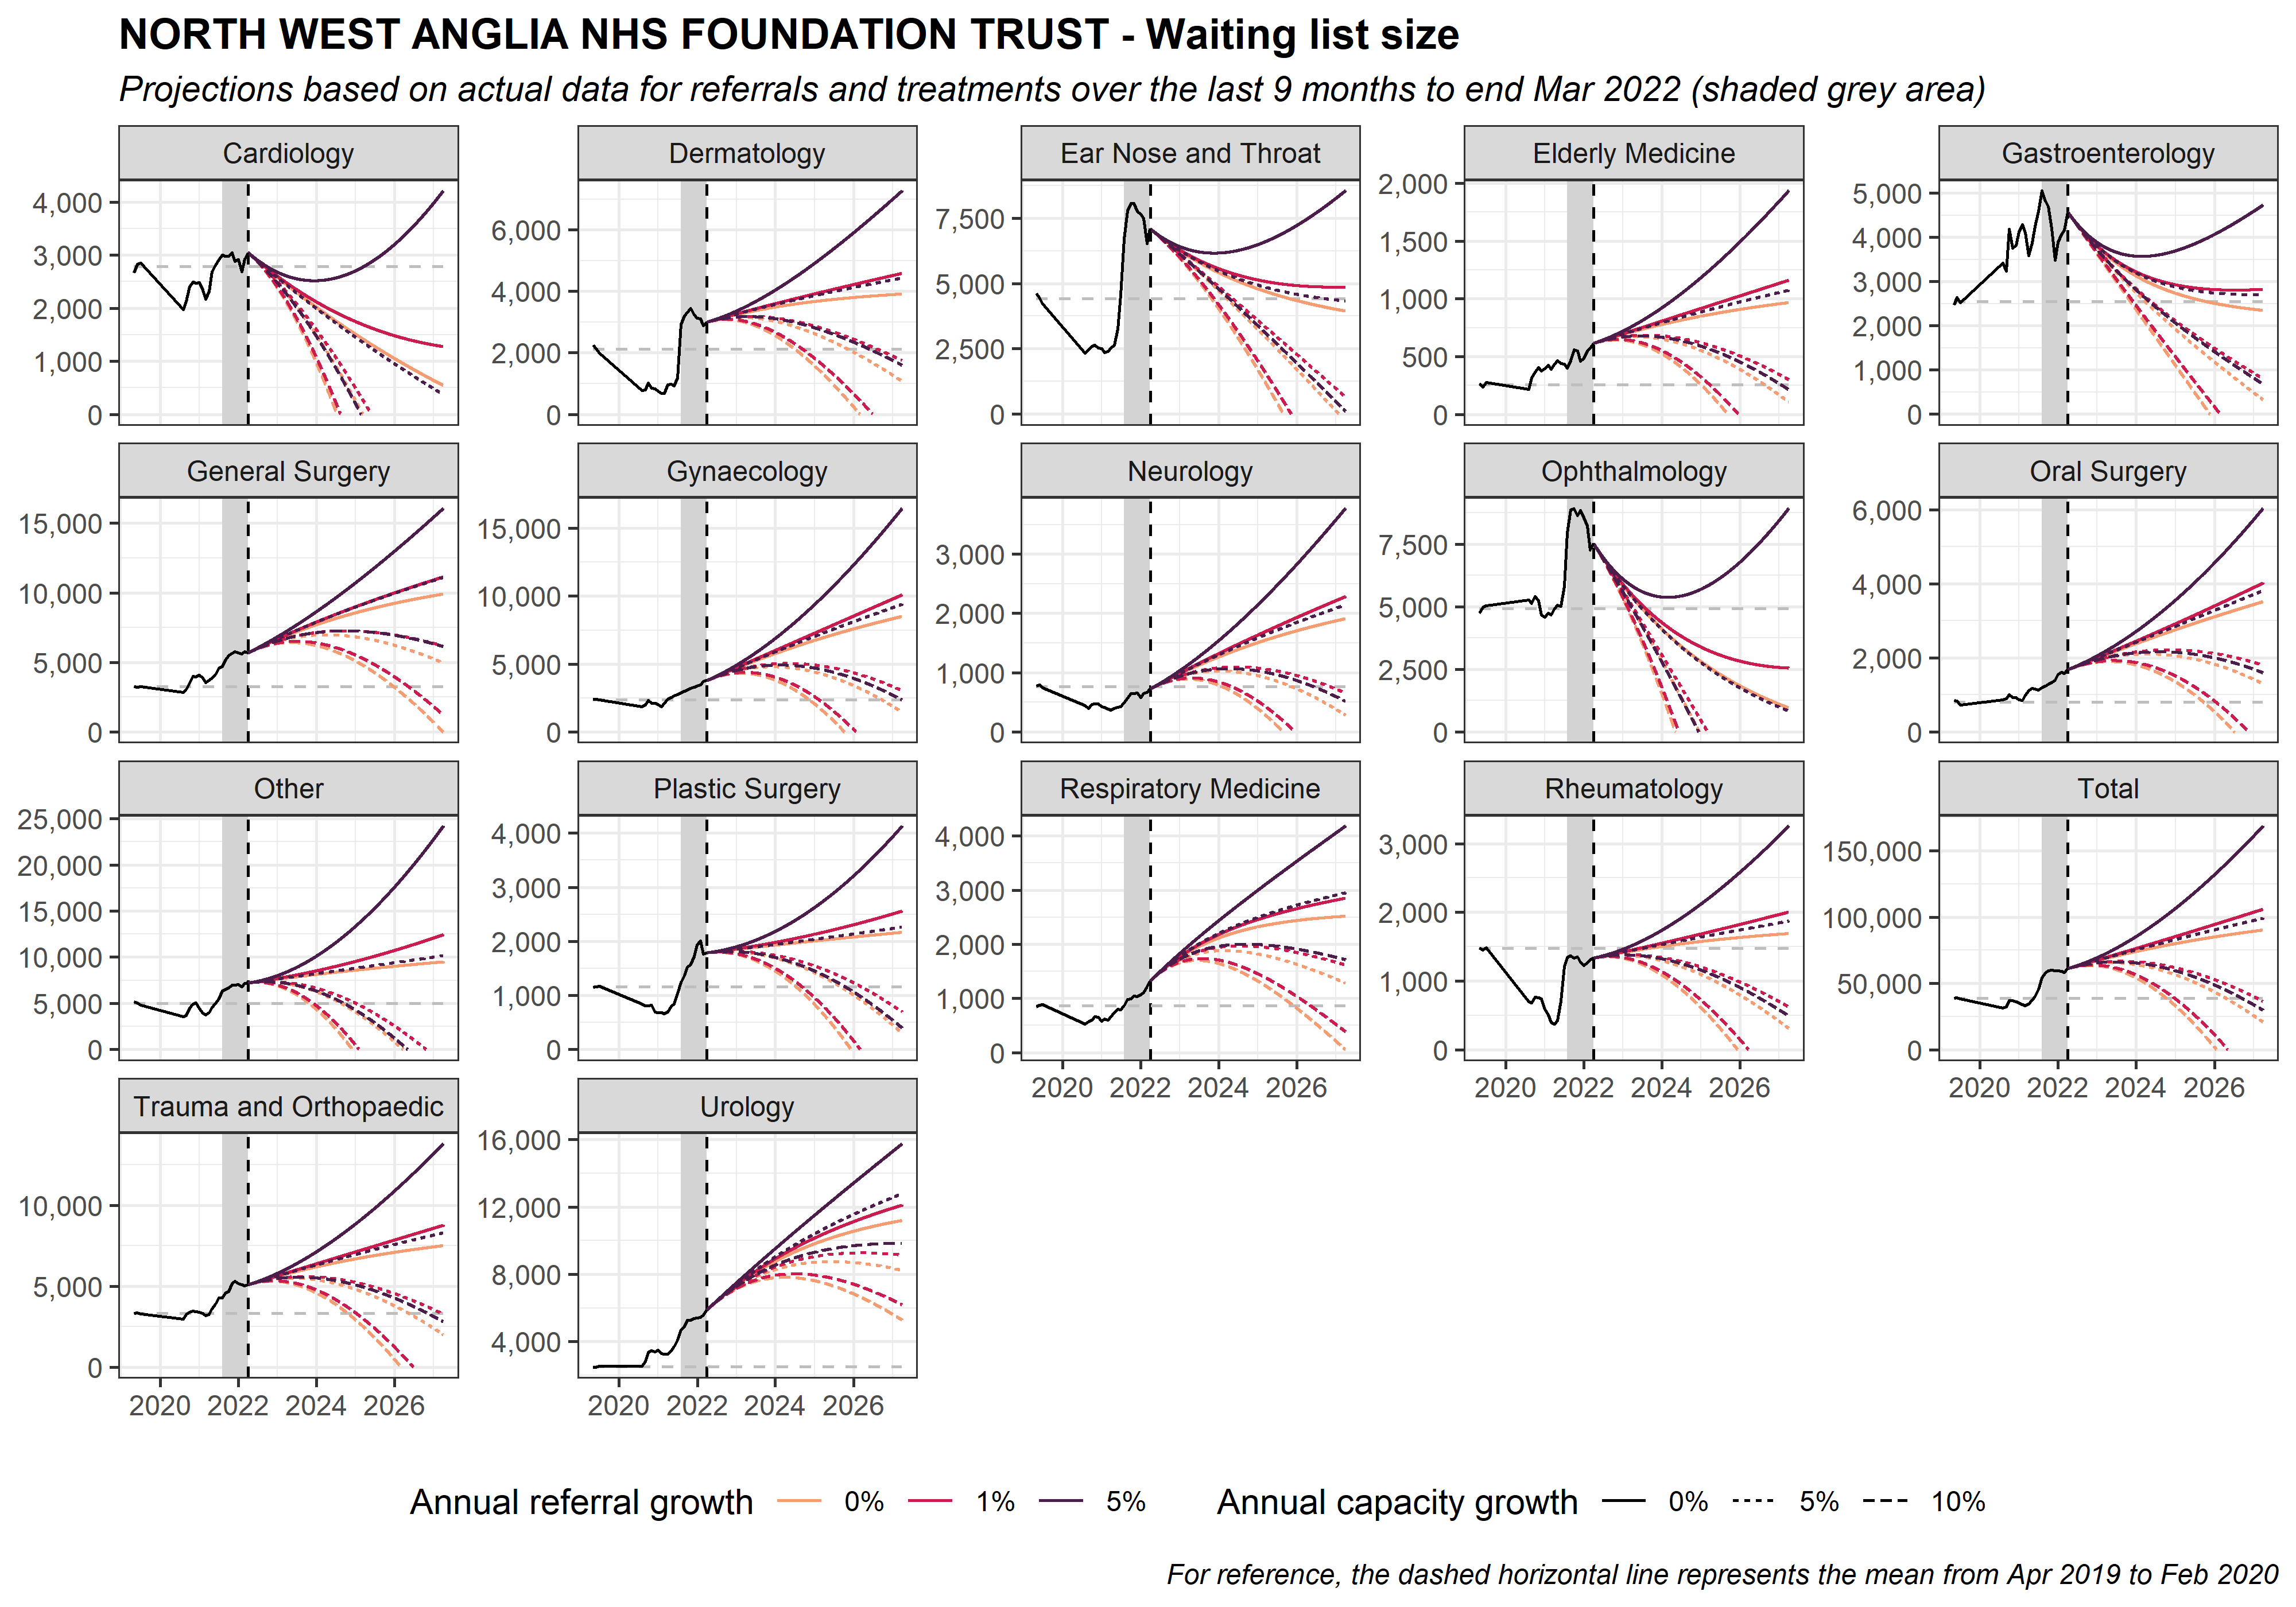 NORTH WEST ANGLIA NHS FOUNDATION TRUST - Waiting list size
Projections based on actual data for referrals and treatments over the last 9 months to end Mar 2022 (shaded grey area)
Cardiology
4,000
3,000
2,000
1,000
0
Dermatology
6,000
4,000
2,000
0
Ear Nose and Throat
7,500
5,000
2,500
0
Elderly Medicine
2,000
1,500
1,000
500
0
Gastroenterology
5,000
4,000
3,000
2,000
1,000
0
General Surgery
15,000
10,000
5,000
0
Gynaecology
15,000
10,000
5,000
0
Neurology
3,000
2,000
1,000
0
Ophthalmology
7,500
5,000
2,500
0
Oral Surgery
6,000
4,000
2,000
0
Other
25,000
20,000
15,000
10,000
5,000
0
Plastic Surgery
4,000
3,000
2,000
1,000
0
Respiratory Medicine
4,000
3,000
2,000
1,000
0
2020 2022 2024 2026
Rheumatology
3,000
2,000
1,000
0
2020 2022 2024 2026
Total
150,000
100,000
50,000
0
2020 2022 2024 2026
Trauma and Orthopaedic
10,000
5,000
0
2020 2022 2024 2026
Urology
16,000
12,000
8,000
4,000
2020 2022 2024 2026
Annual referral growth 0% 1% 5% Annual capacity growth 0% 5% 10%
For reference, the dashed horizontal line represents the mean from Apr 2019 to Feb 2020